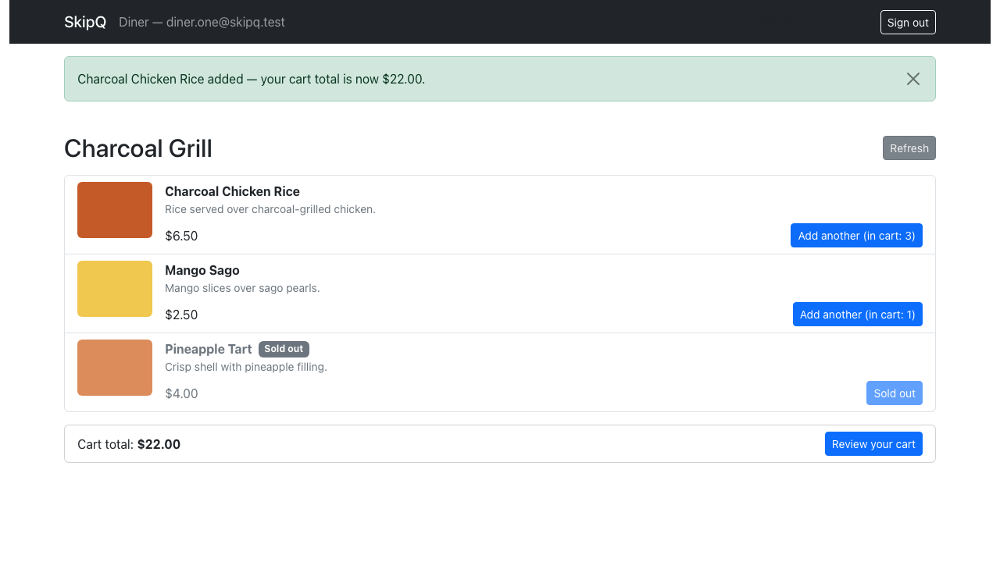 SkipQ Diner — diner.one@skipq.test Sign out
Charcoal Chicken Rice added — your cart total is now $22.00.
Charcoal Grill Refresh
Charcoal Chicken Rice
Rice served over charcoal-grilled chicken.
$6.50 Add another (in cart: 3)
Mango Sago
Mango slices over sago pearls.
$2.50 Add another (in cart: 1)
Pineapple Tart Sold out
Crisp shell with pineapple filling.
$4.00 Sold out
Cart total: $22.00 Review your cart